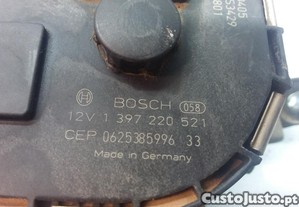 BOSCH 058
12V 1 397 220 521
CEP 0625385996 33
Made in Germany
CustoJusto.pt